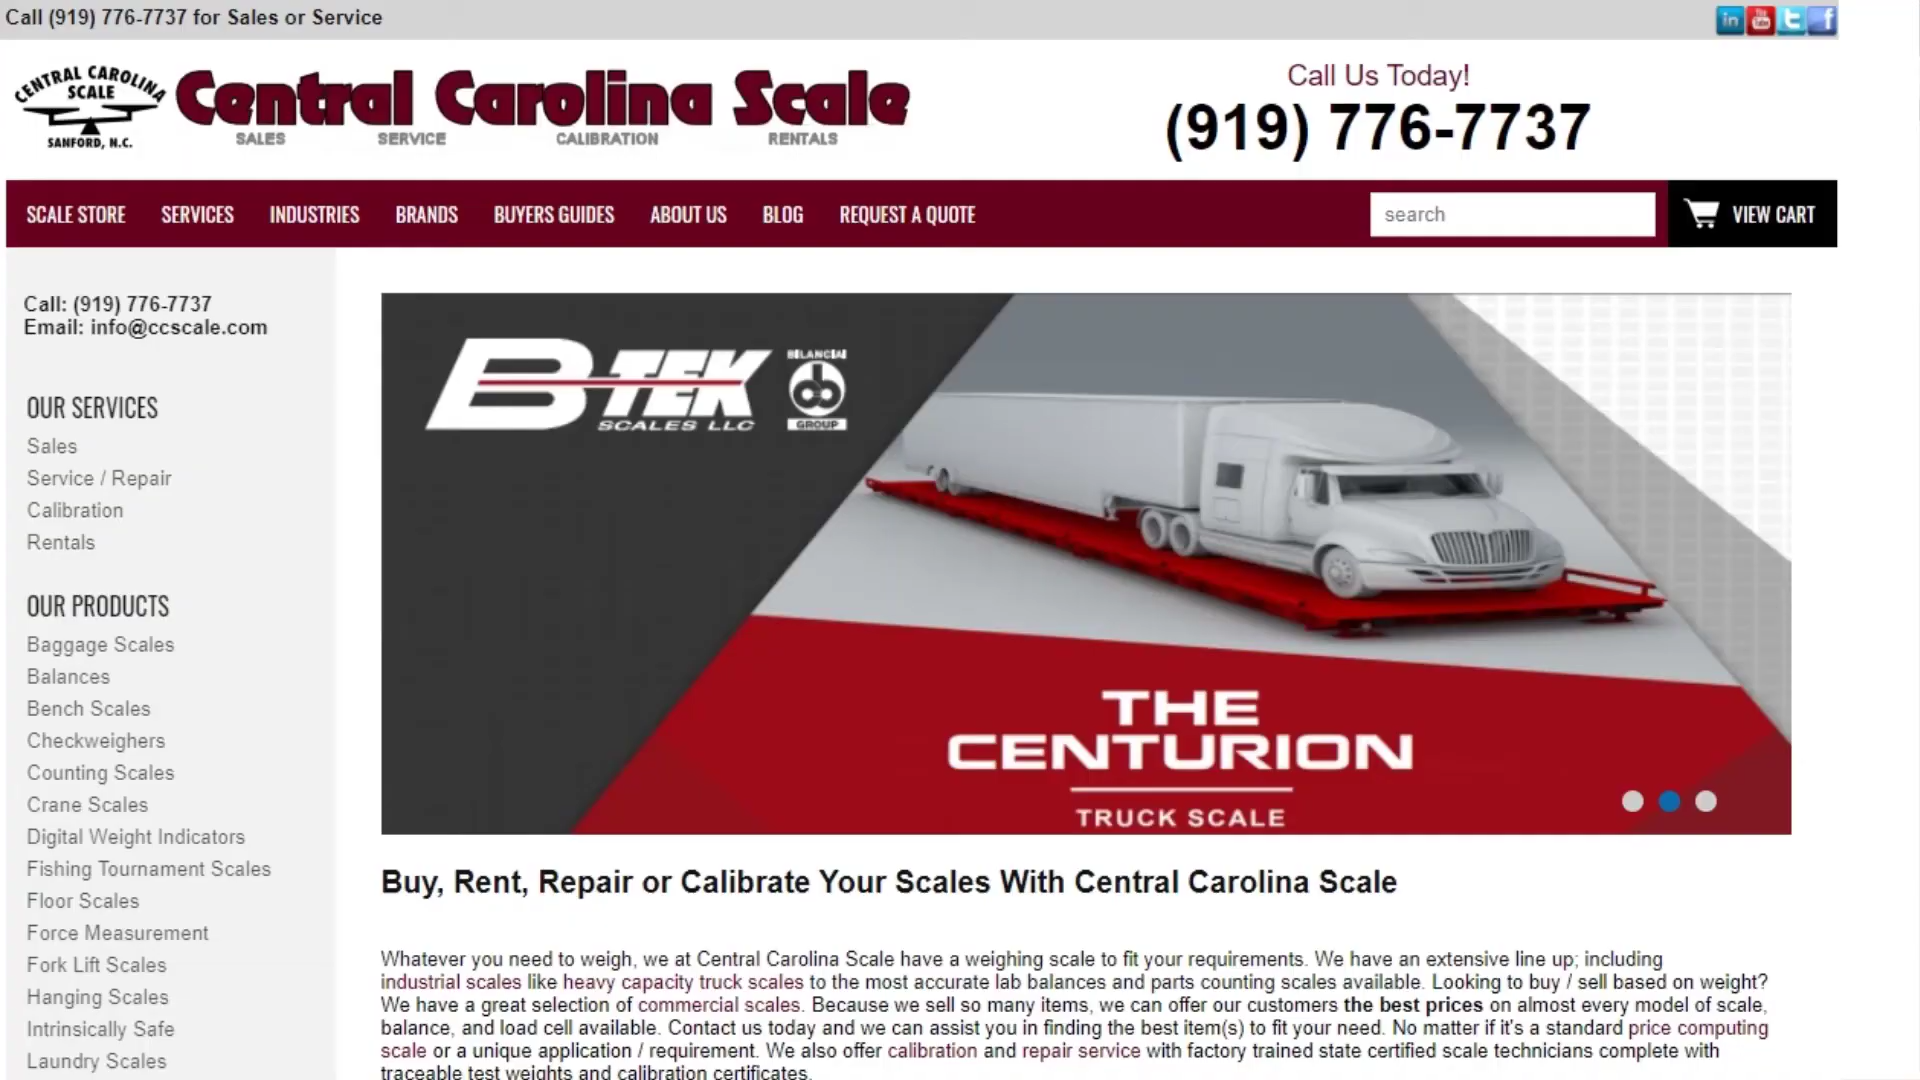 Call (919) 776-7737 for Sales or Service
in
You Tube
t
f
CENTRAL CAROLINA
SCALE
SANFORD, N.C.
Central Carolina Scale
SALES SERVICE CALIBRATION RENTALS
Call Us Today!
(919) 776-7737
SCALE STORE SERVICES INDUSTRIES BRANDS BUYERS GUIDES ABOUT US BLOG REQUEST A QUOTE search VIEW CART
Call: (919) 776-7737
Email: info@ccscale.com
OUR SERVICES
Sales
Service / Repair
Calibration
Rentals
OUR PRODUCTS
Baggage Scales
Balances
Bench Scales
Checkweighers
Counting Scales
Crane Scales
Digital Weight Indicators
Fishing Tournament Scales
Floor Scales
Force Measurement
Fork Lift Scales
Hanging Scales
Intrinsically Safe
Laundry Scales
B-TEK
SCALES LLC
BILANCIAI
GROUP
THE
CENTURION
TRUCK SCALE
Buy, Rent, Repair or Calibrate Your Scales With Central Carolina Scale
Whatever you need to weigh, we at Central Carolina Scale have a weighing scale to fit your requirements. We have an extensive line up; including
industrial scales like heavy capacity truck scales to the most accurate lab balances and parts counting scales available. Looking to buy / sell based on weight?
We have a great selection of commercial scales. Because we sell so many items, we can offer our customers the best prices on almost every model of scale,
balance, and load cell available. Contact us today and we can assist you in finding the best item(s) to fit your need. No matter if it's a standard price computing
scale or a unique application / requirement. We also offer calibration and repair service with factory trained state certified scale technicians complete with
traceable test weights and calibration certificates.